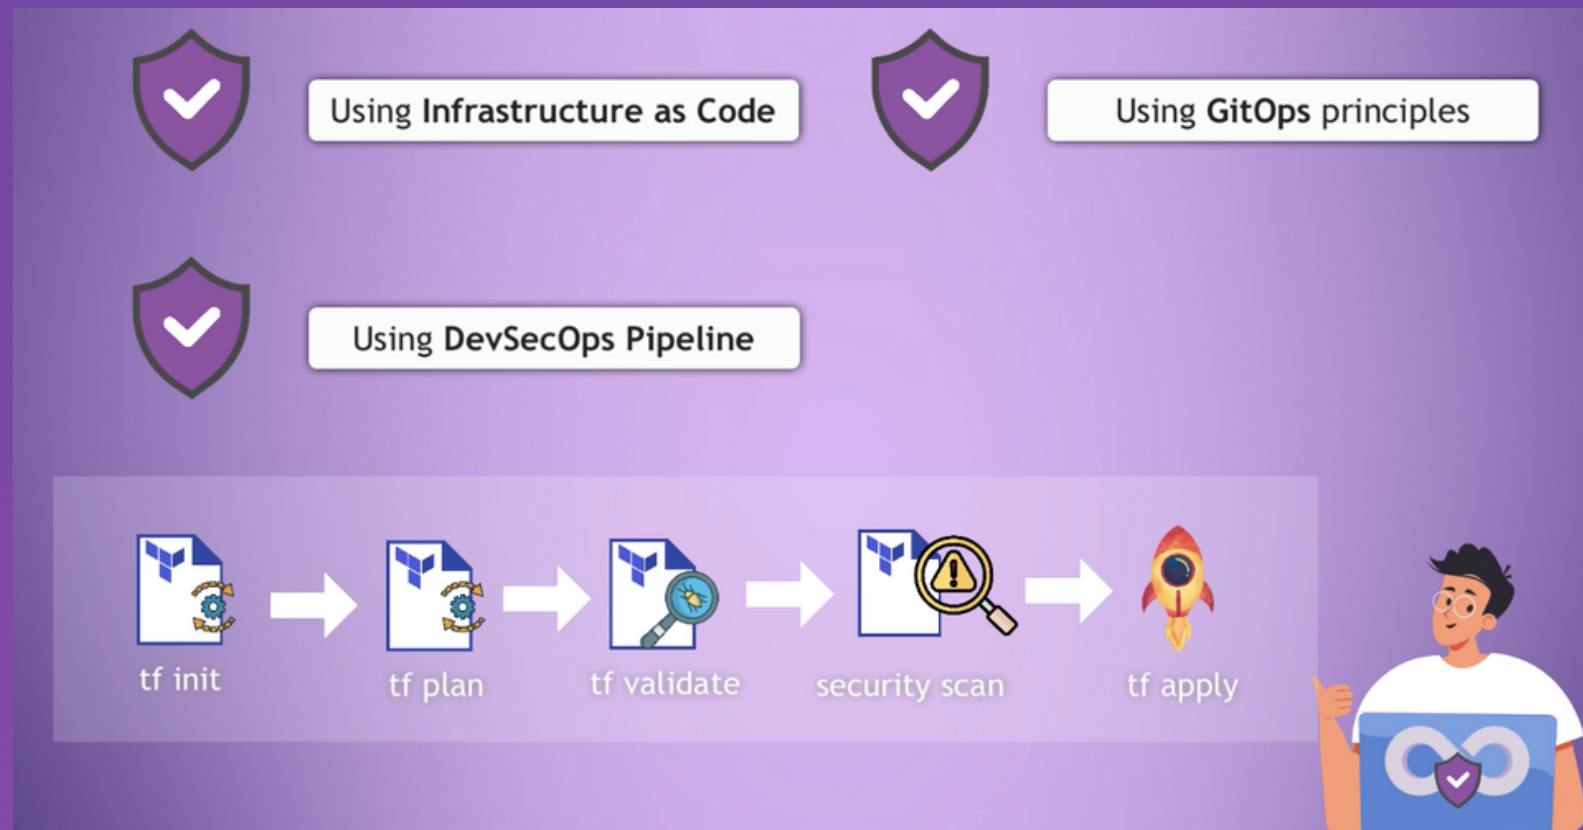 Using Infrastructure as Code
Using GitOps principles
Using DevSecOps Pipeline
tf init
tf plan
tf validate
security scan
tf apply